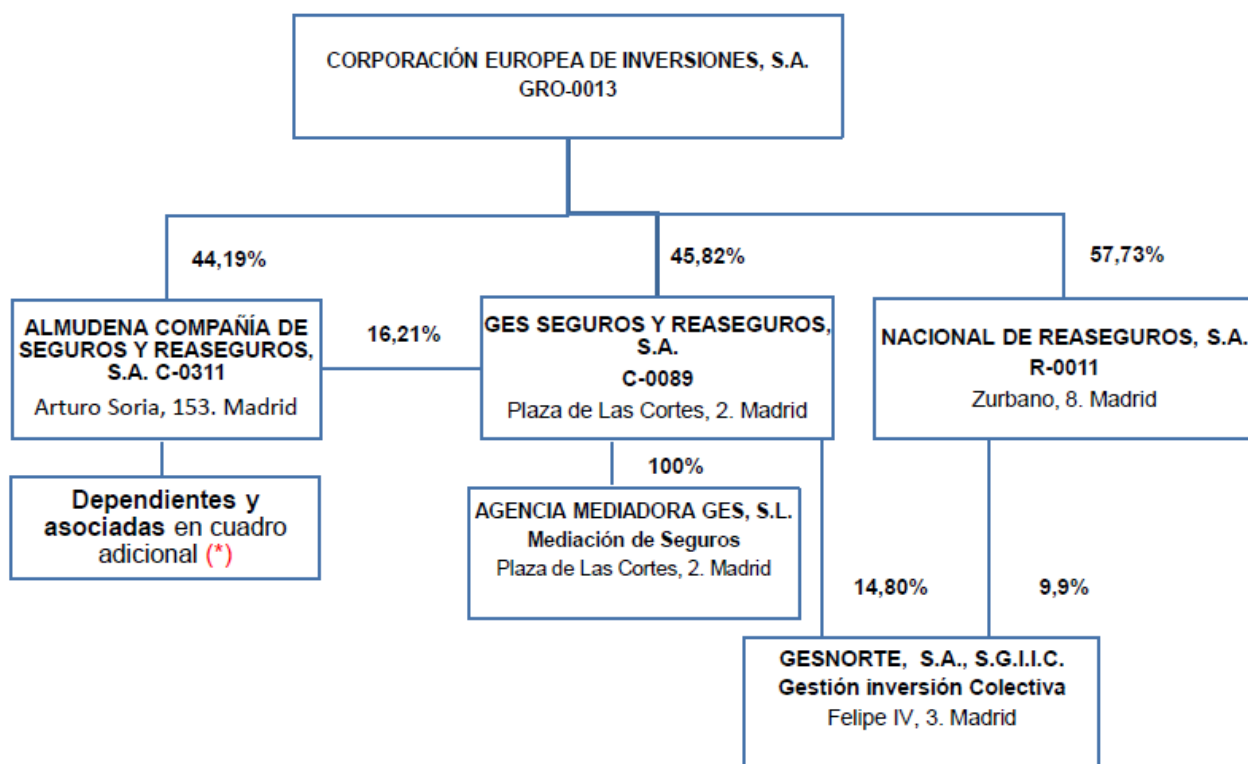 CORPORACIÓN EUROPEA DE INVERSIONES, S.A.
GRO-0013
44,19%
45,82%
57,73%
ALMUDENA COMPAÑÍA DE
SEGUROS Y REASEGUROS,
S.A. C-0311
Arturo Soria, 153. Madrid
16,21%
GES SEGUROS Y REASEGUROS,
S.A.
C-0089
Plaza de Las Cortes, 2. Madrid
NACIONAL DE REASEGUROS, S.A.
R-0011
Zurbano, 8. Madrid
Dependientes y
asociadas en cuadro
adicional (*)
100%
AGENCIA MEDIADORA GES, S.L.
Mediación de Seguros
Plaza de Las Cortes, 2. Madrid
14,80%
9,9%
GESNORTE, S.A., S.G.I.I.C.
Gestión inversión Colectiva
Felipe IV, 3. Madrid